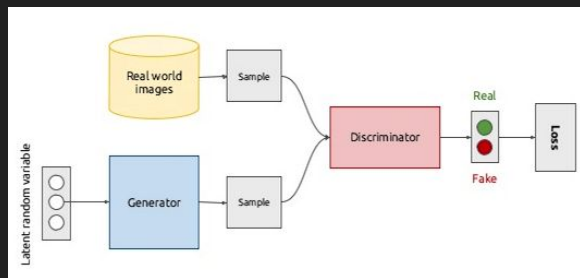 Real world
images
Sample
Latent random variable
Generator
Sample
Discriminator
Real
Fake
Loss